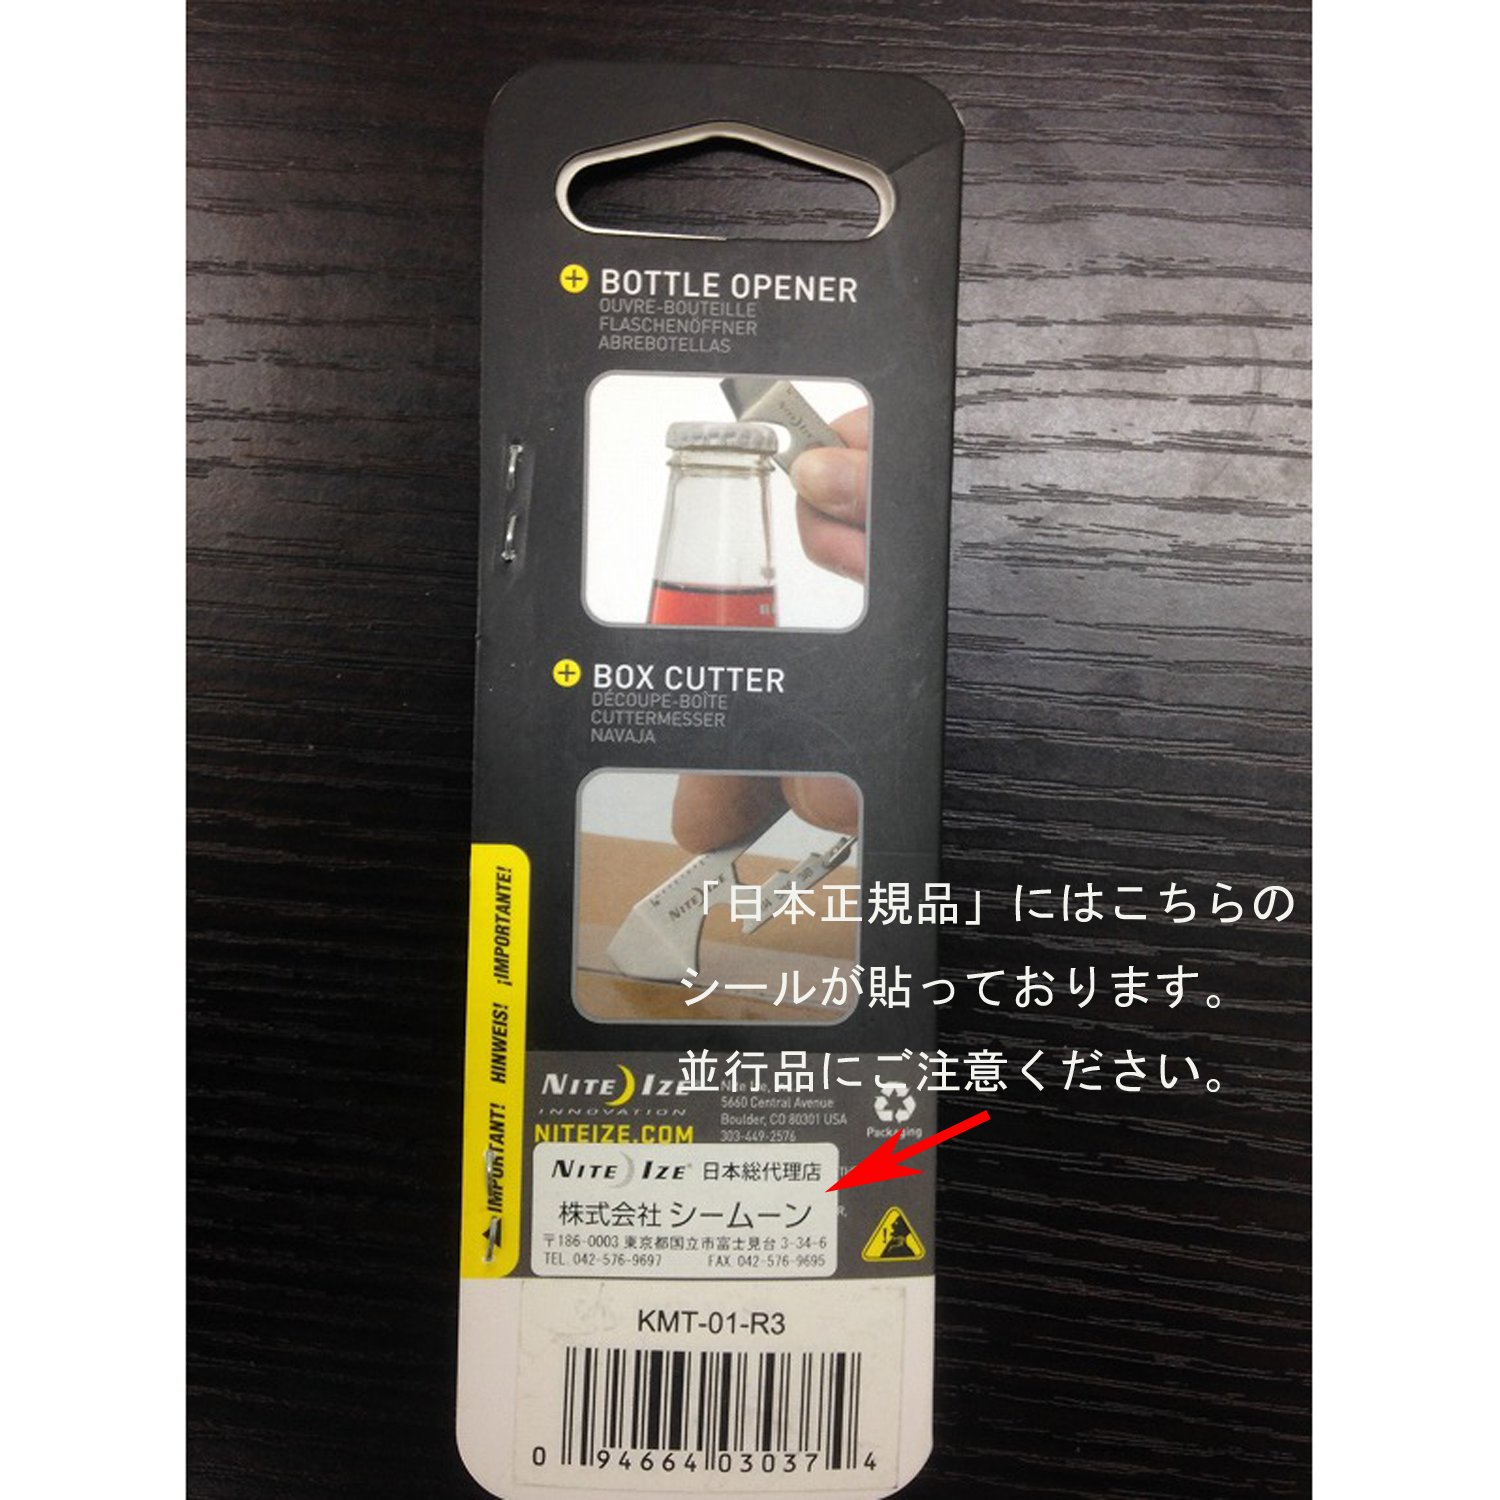 BOTTLE OPENER
OUVRE-BOUTEILLE
FLASCHENÖFFNER
ABREBOTELLAS
NITE IZE
BOX CUTTER
DÉCOUPE-BOÎTE
CUTTERMESSER
NAVAJA
NITE IZE
「日本正規品」にはこちらの
シールが貼っております。
並行品にご注意ください。
IMPORTANT! HINWEIS! ¡IMPORTANTE!
NITE IZE
INNOVATION
NITEIZE.COM
5660 Central Avenue
Boulder, CO 80301 USA
303-449-2576
Packaging
NITE IZE® 日本総代理店
株式会社 シームーン
〒186-0003 東京都国立市富士見台 3-34-6
TEL. 042-576-9697 FAX. 042-576-9695
KMT-01-R3
0 94664 03037 4